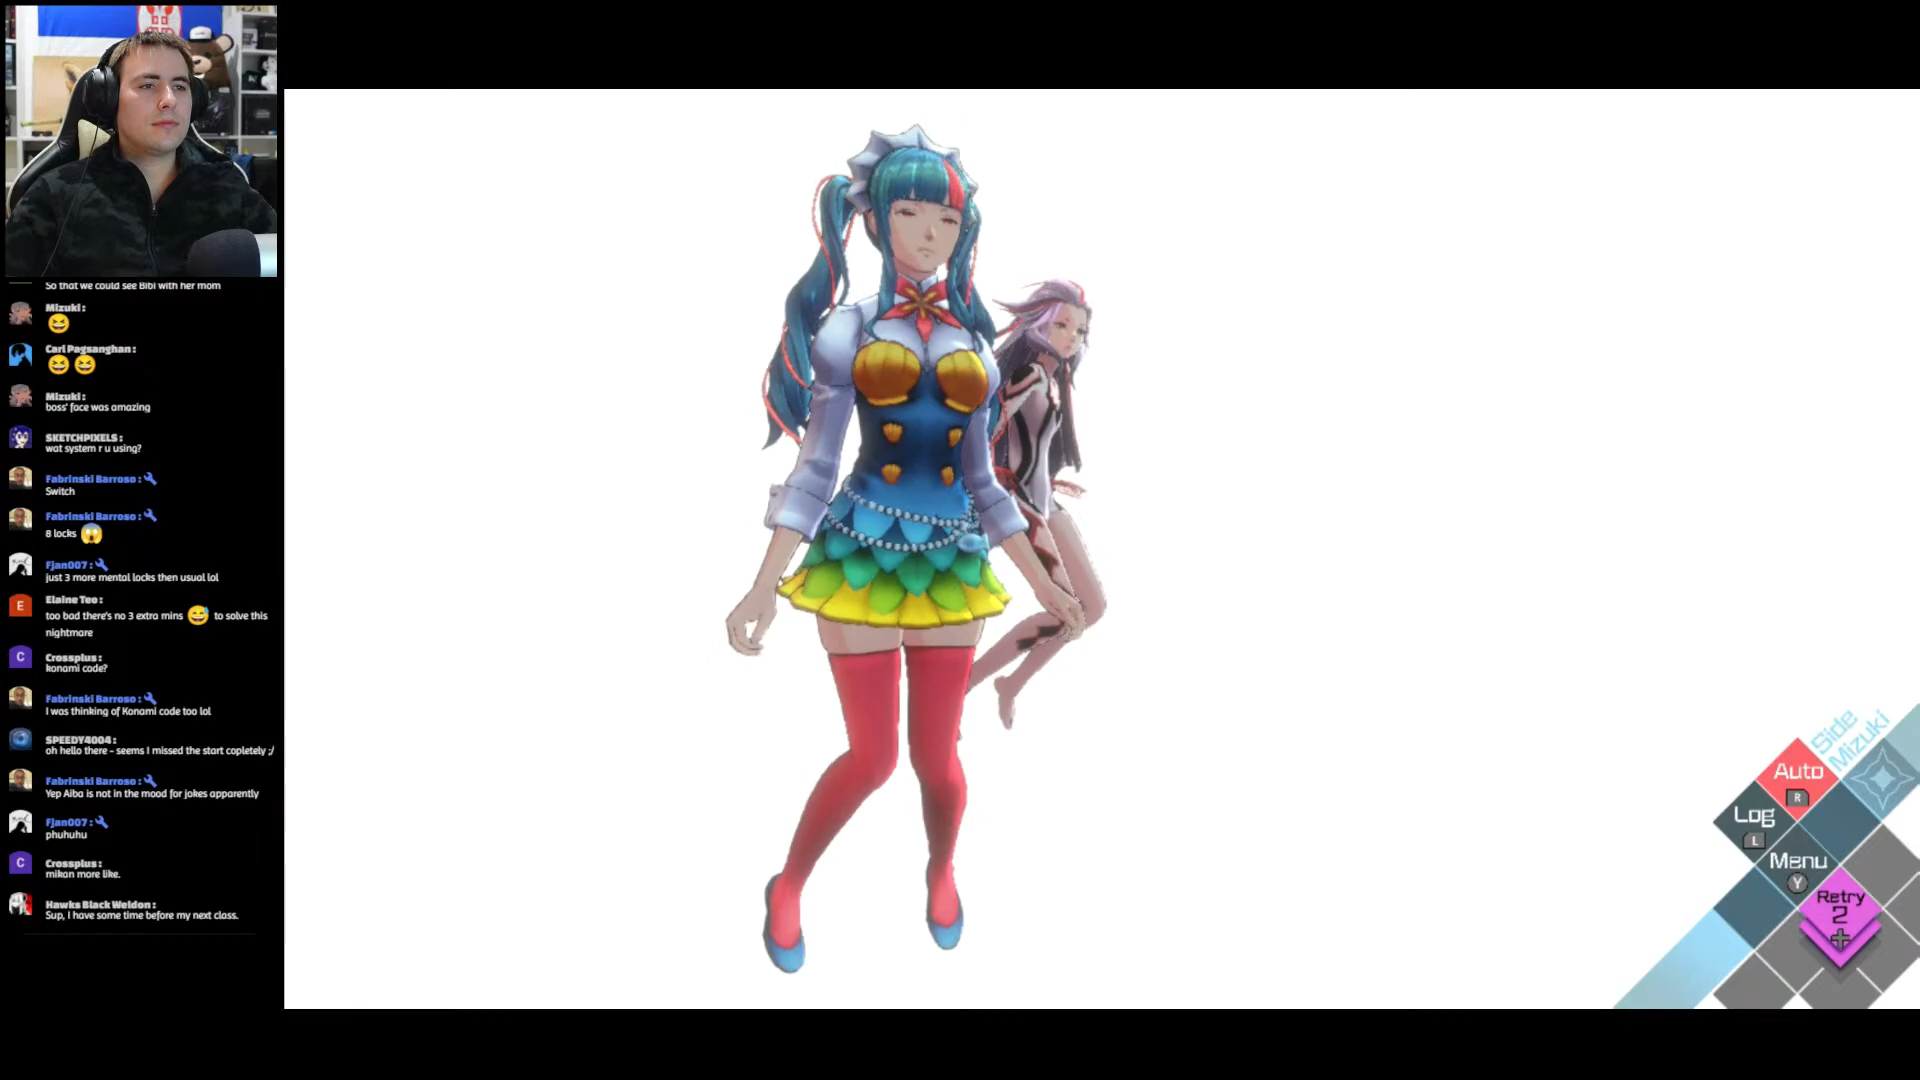 So that we could see Bibi with her mom
Mizuki :
Carl Pagsanghan :
Mizuki :
boss' face was amazing
SKETCHPIXELS :
wat system r u using?
Fabrinski Barroso :
Switch
Fabrinski Barroso :
8 locks
Fjan007 :
just 3 more mental locks then usual lol
E
Elaine Teo :
too bad there's no 3 extra mins to solve this
nightmare
C
Crossplus :
konami code?
Fabrinski Barroso :
I was thinking of Konami code too lol
SPEEDY4004 :
oh hello there - seems I missed the start copletely ;/
Fabrinski Barroso :
Yep Aiba is not in the mood for jokes apparently
Fjan007 :
phuhuhu
C
Crossplus :
mikan more like.
Hawks Black Weldon :
Sup, I have some time before my next class.
Side
Mizuki
Auto
R
Log
L
Menu
Y
Retry
2
+